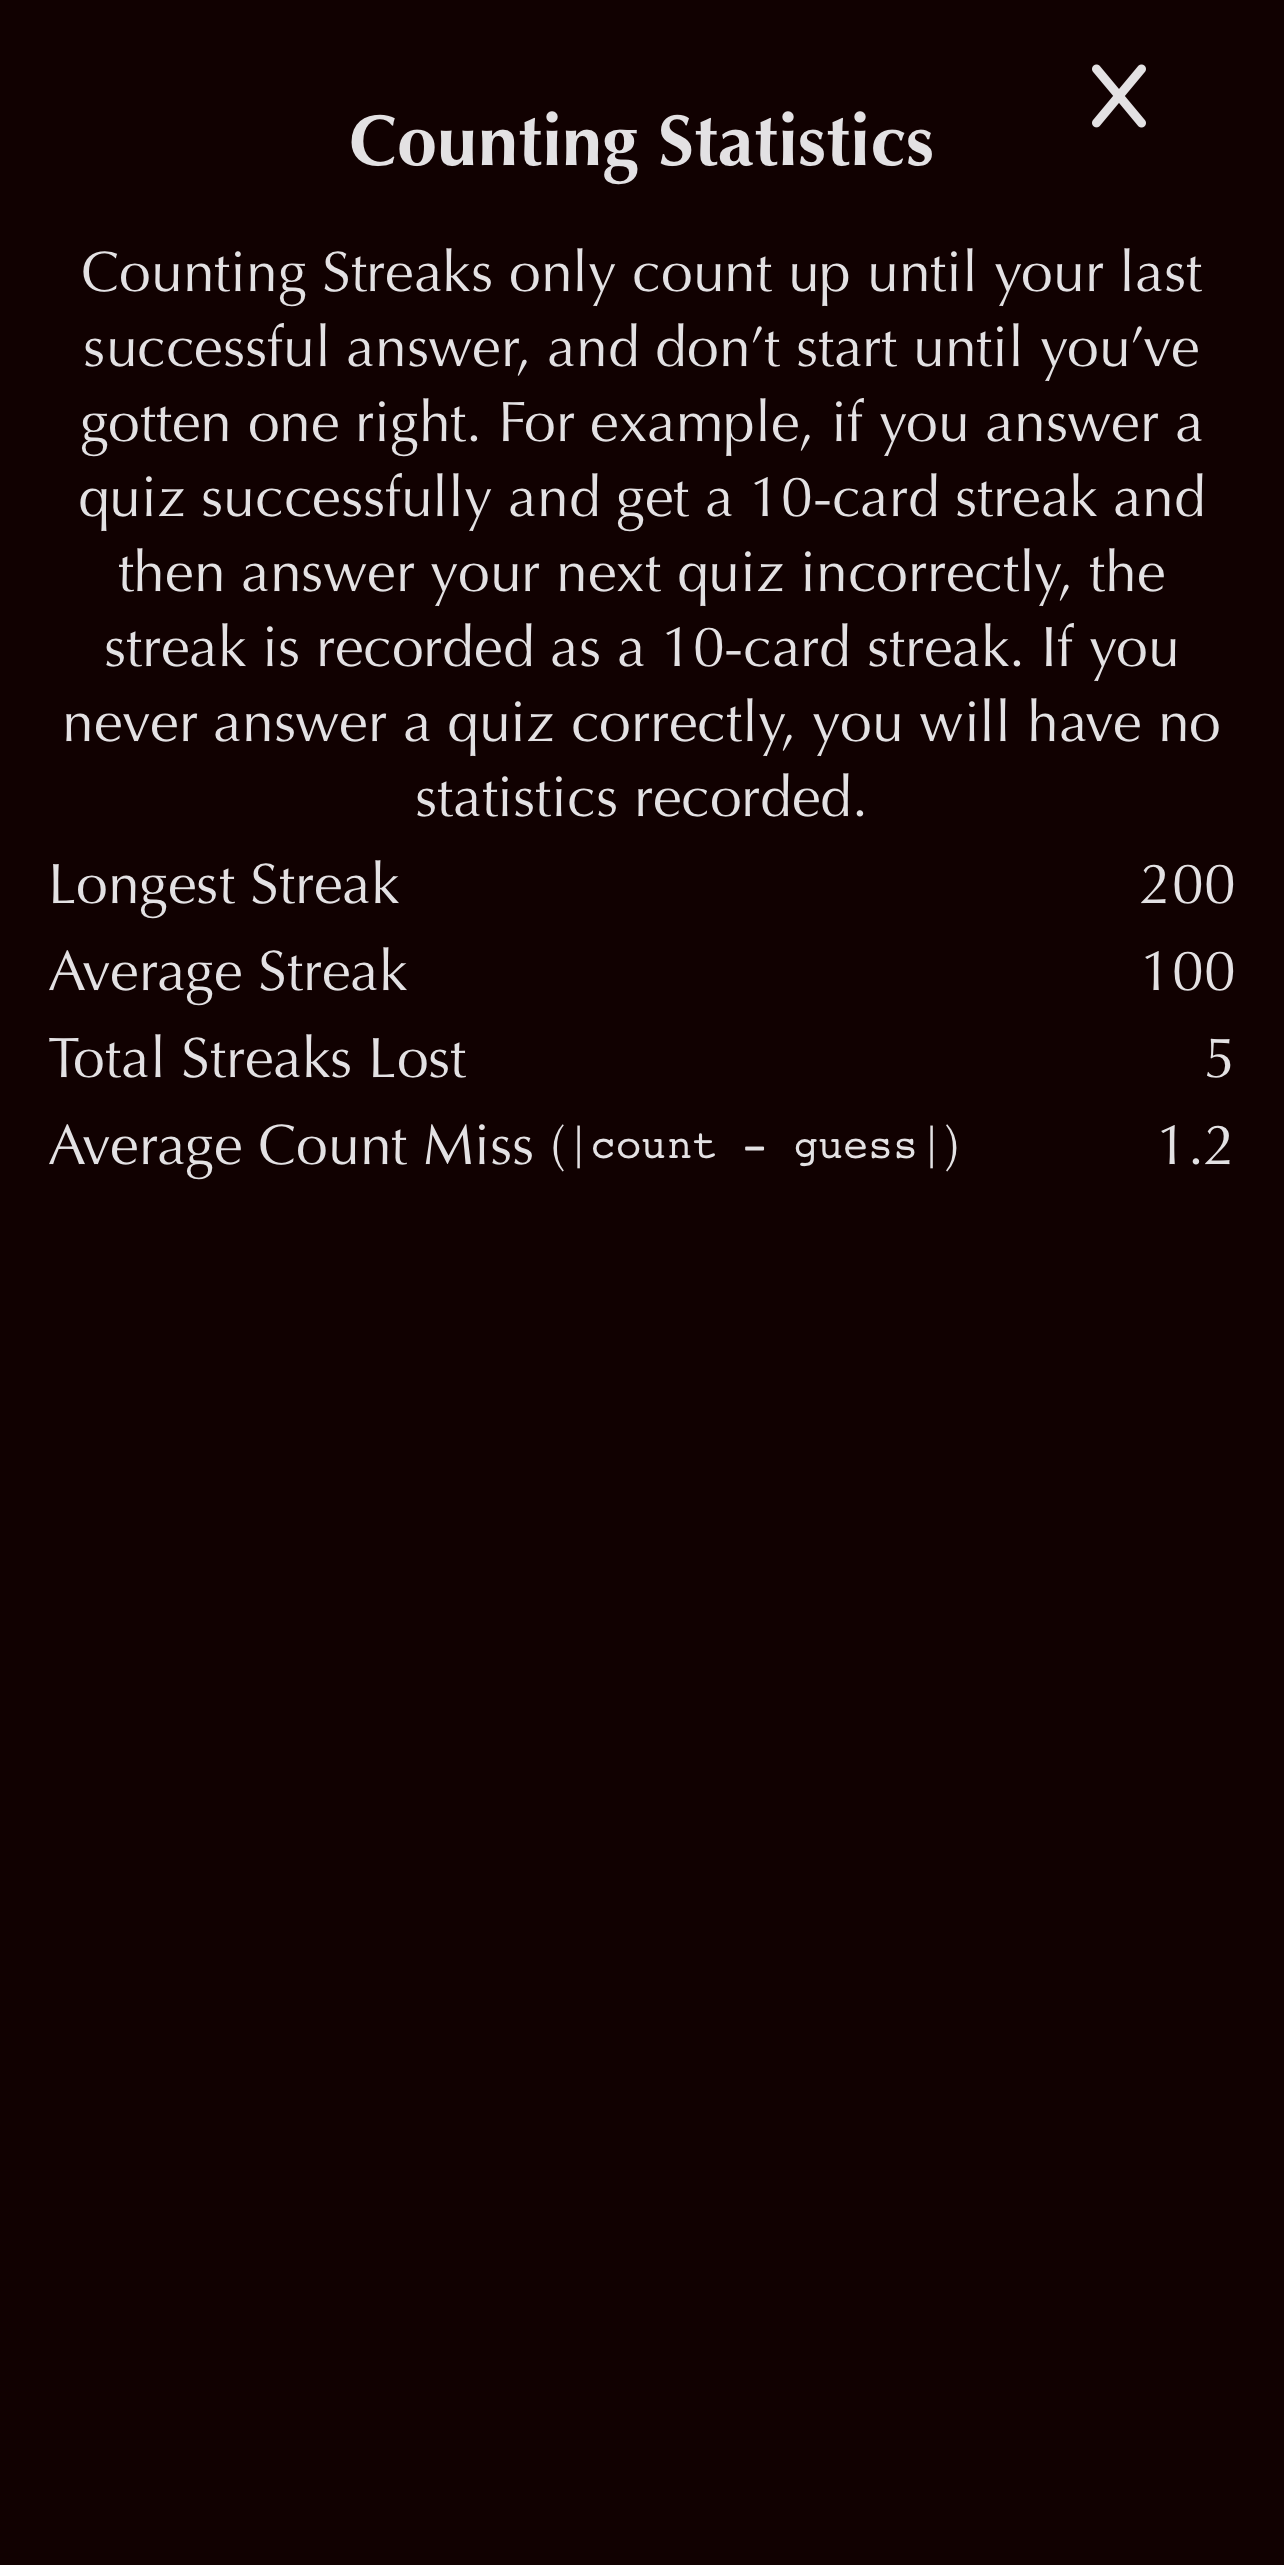 Counting Statistics
Counting Streaks only count up until your last
successful answer, and don’t start until you’ve
gotten one right. For example, if you answer a
quiz successfully and get a 10-card streak and
then answer your next quiz incorrectly, the
streak is recorded as a 10-card streak. If you
never answer a quiz correctly, you will have no
statistics recorded.
Longest Streak 200
Average Streak 100
Total Streaks Lost 5
Average Count Miss (|count - guess|) 1.2